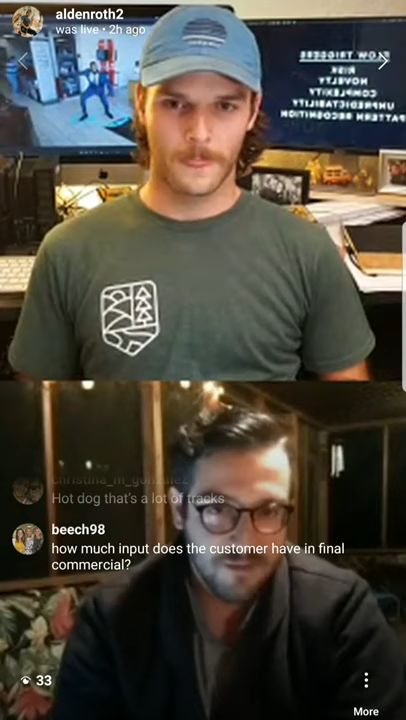 aldenroth2
was live • 2h ago
FLOW TRIGGERS
RISK
NOVELTY
COMPLEXITY
UNPREDICTABILITY
PATTERN RECOGNITION
christina_m_gonzalez
Hot dog that's a lot of tracks
beech98
how much input does the customer have in final
commercial?
33
More